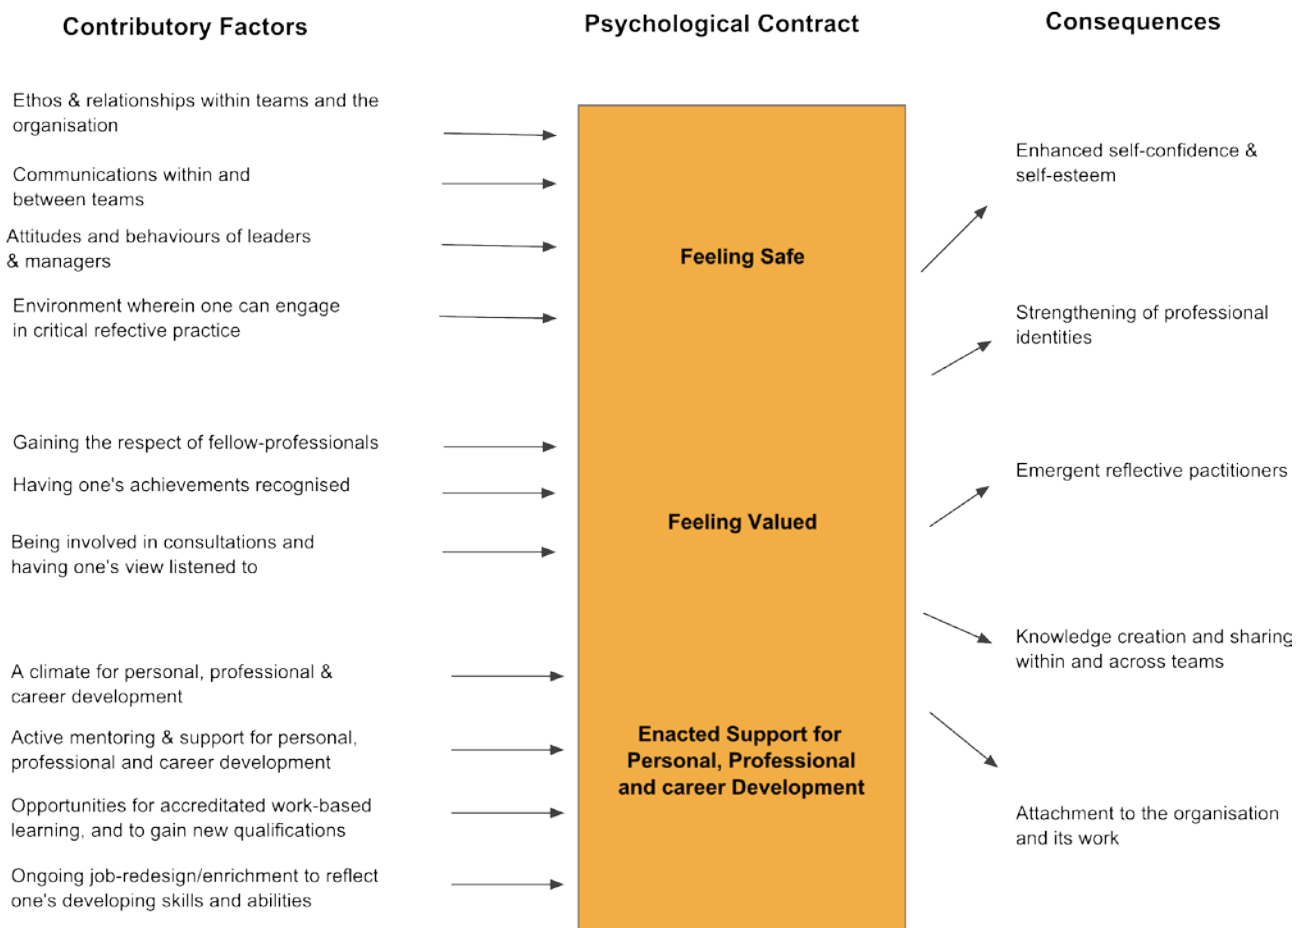 Contributory Factors
Psychological Contract
Consequences
Ethos & relationships within teams and the
organisation
Communications within and
between teams
Attitudes and behaviours of leaders
& managers
Environment wherein one can engage
in critical refective practice
Gaining the respect of fellow-professionals
Having one's achievements recognised
Being involved in consultations and
having one's view listened to
A climate for personal, professional &
career development
Active mentoring & support for personal,
professional and career development
Opportunities for accreditated work-based
learning, and to gain new qualifications
Ongoing job-redesign/enrichment to reflect
one's developing skills and abilities
Feeling Safe
Feeling Valued
Enacted Support for
Personal, Professional
and career Development
Enhanced self-confidence &
self-esteem
Strengthening of professional
identities
Emergent reflective pactitioners
Knowledge creation and sharing
within and across teams
Attachment to the organisation
and its work